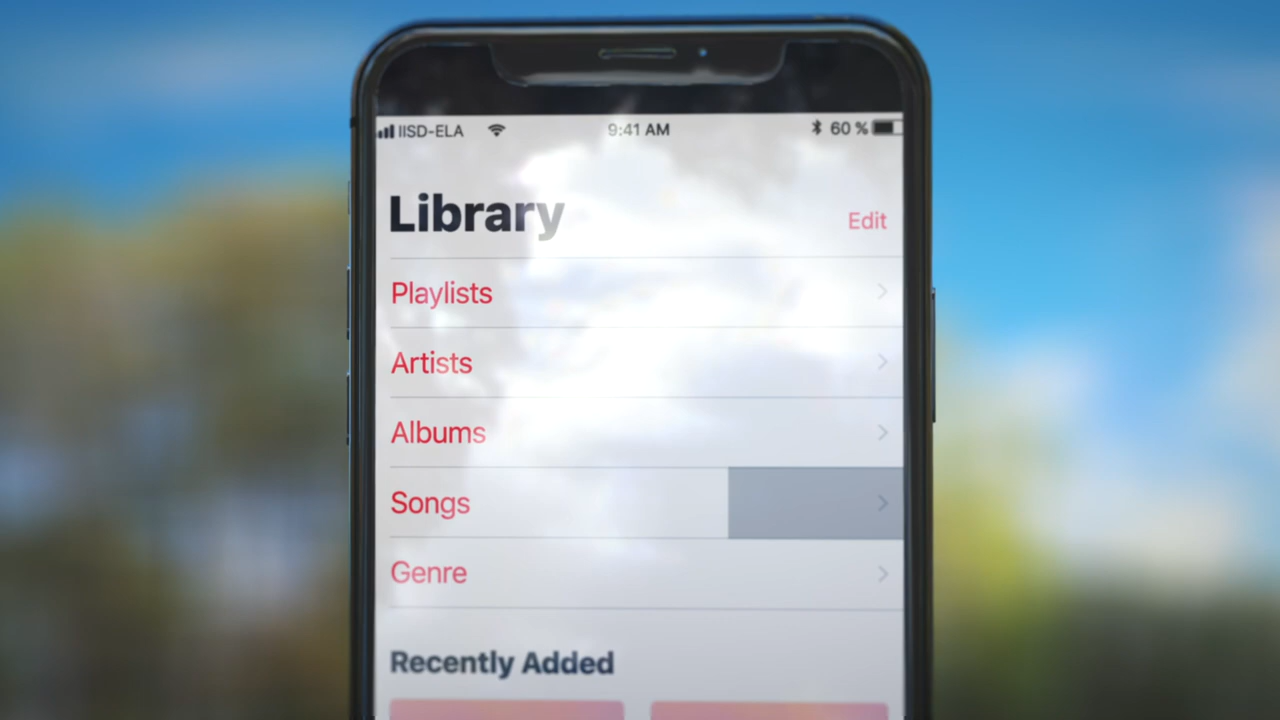 IISD-ELA 9:41 AM 60 %
Library
Edit
Playlists
Artists
Albums
Songs
Genre
Recently Added